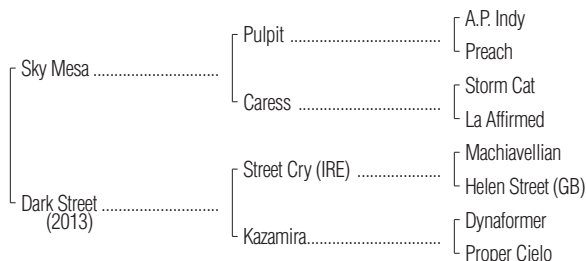 A.P. Indy
Pulpit ........................................
Preach
Sky Mesa .................................
Storm Cat
Caress ......................................
La Affirmed
Machiavellian
Street Cry (IRE) ......................
Helen Street (GB)
Dark Street ................................
(2013)
Dynaformer
Kazamira...................................
Proper Cielo